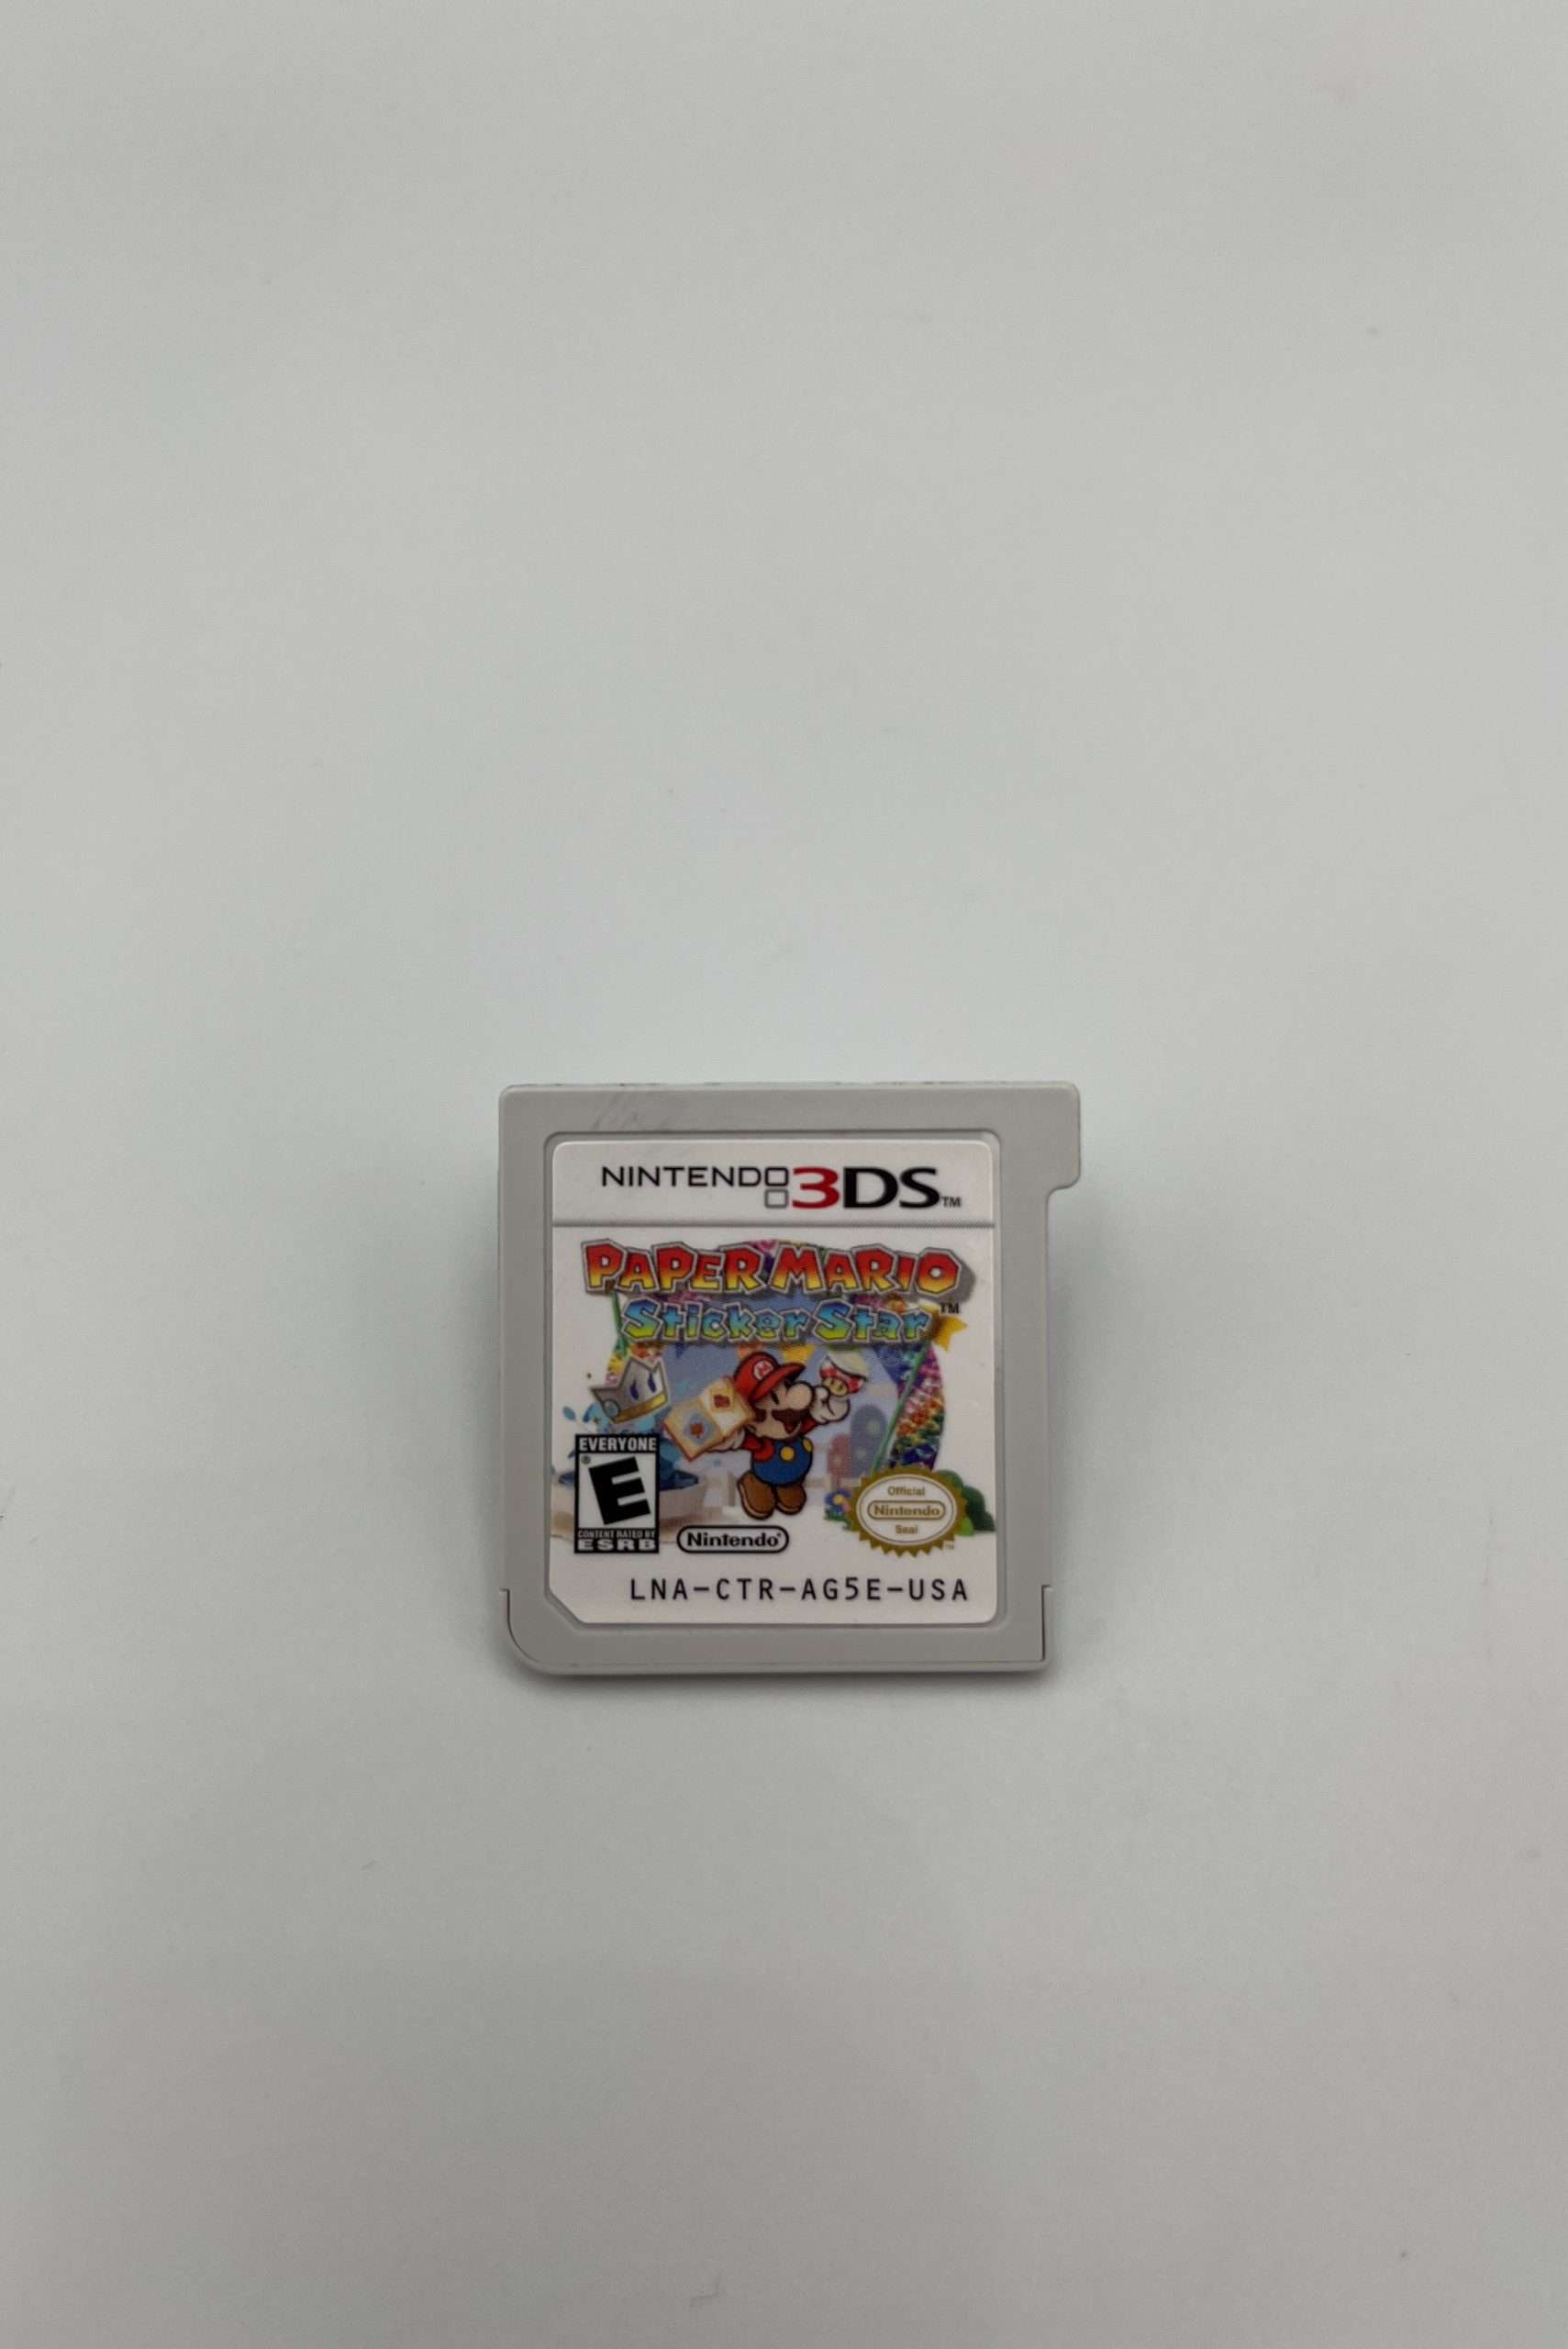 NINTENDO 3DS™
PAPER MARIO
Sticker Star™
EVERYONE
E
CONTENT RATED BY
ESRB
Nintendo®
Official
Nintendo
Seal
LNA-CTR-AG5E-USA